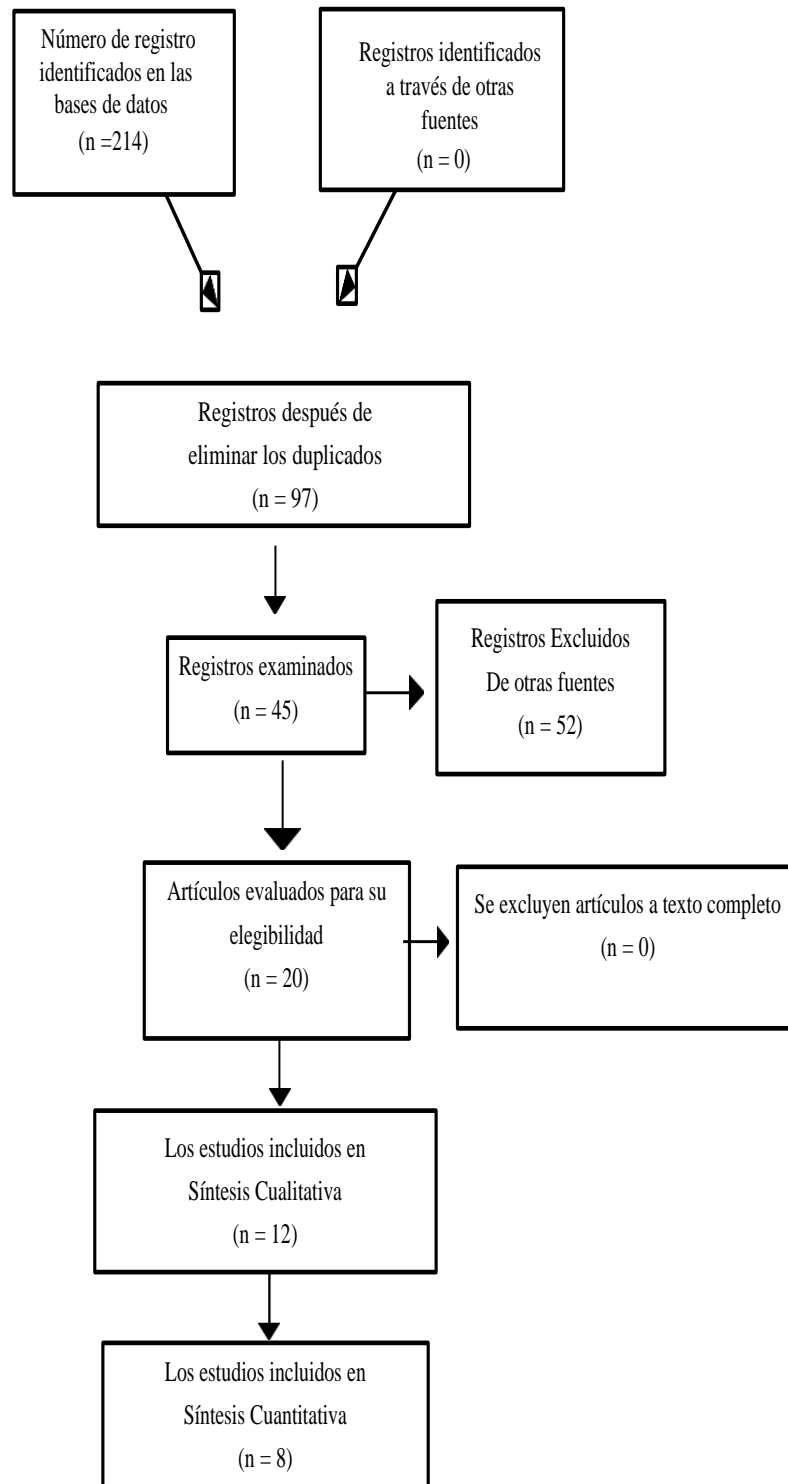 Número de registro
identificados en las
bases de datos
(n =214)
Registros identificados
a través de otras
fuentes
(n = 0)
Registros después de
eliminar los duplicados
(n = 97)
Registros examinados
(n = 45)
Registros Excluidos
De otras fuentes
(n = 52)
Artículos evaluados para su
elegibilidad
(n = 20)
Se excluyen artículos a texto completo
(n = 0)
Los estudios incluidos en
Síntesis Cualitativa
(n = 12)
Los estudios incluidos en
Síntesis Cuantitativa
(n = 8)